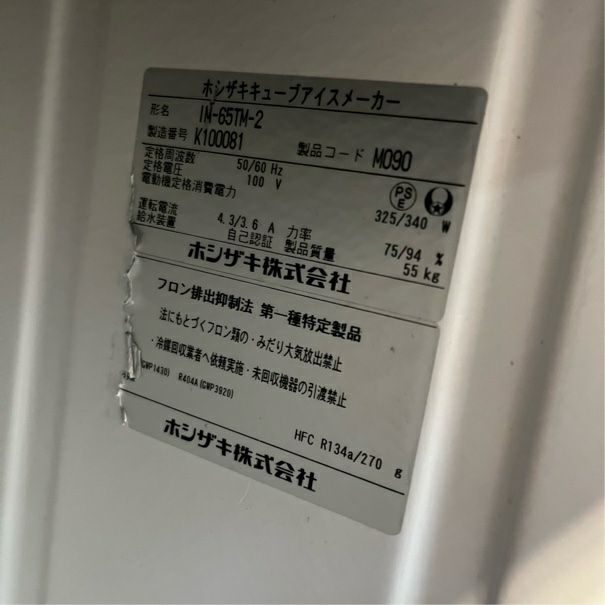 ホシザキキューブアイスメーカー
形名 IM-65TM-2
製造番号 K100081 製品コード M090
定格周波数 50/60 Hz
定格電圧 100 V
電動機定格消費電力 325/340 W
PSE
運転電流 4.3/3.6 A 力率 75/94 %
給水装置 自己認証 製品質量 55 kg
ホシザキ株式会社
フロン排出抑制法 第一種特定製品
法にもとづくフロン類の・みだり大気放出禁止
・冷媒回収業者へ依頼実施・未回収機器の引渡禁止
(GWP1430) R404A(GWP3920)
HFC R134a/270 g
ホシザキ株式会社